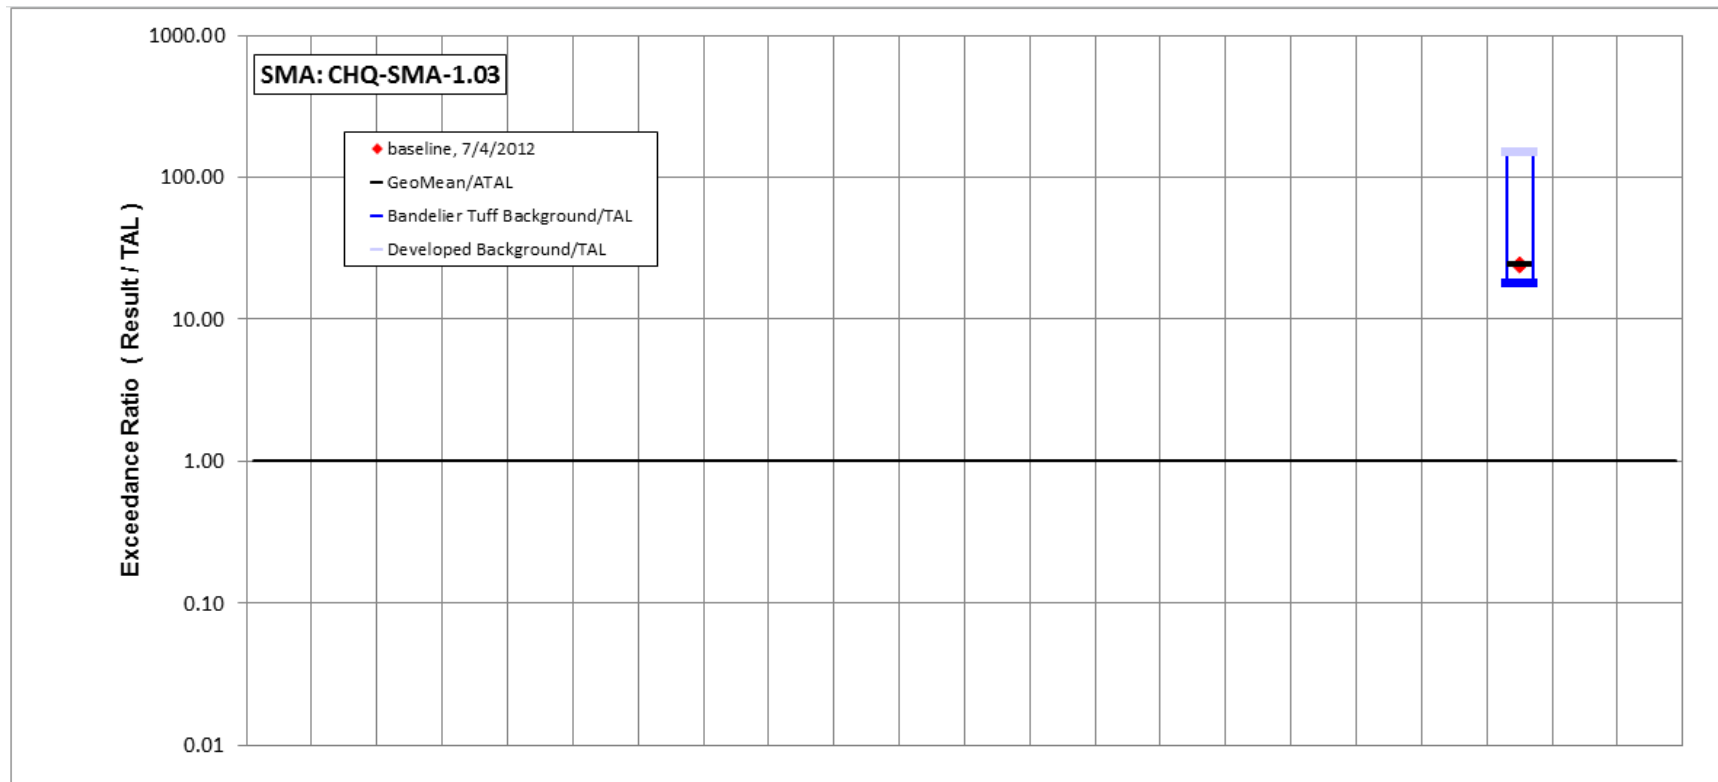 1000.00
SMA: CHQ-SMA-1.03
baseline, 7/4/2012
100.00
GeoMean/ATAL
Bandelier Tuff Background/TAL
Developed Background/TAL
Exceedance Ratio ( Result / TAL )
10.00
1.00
0.10
0.01